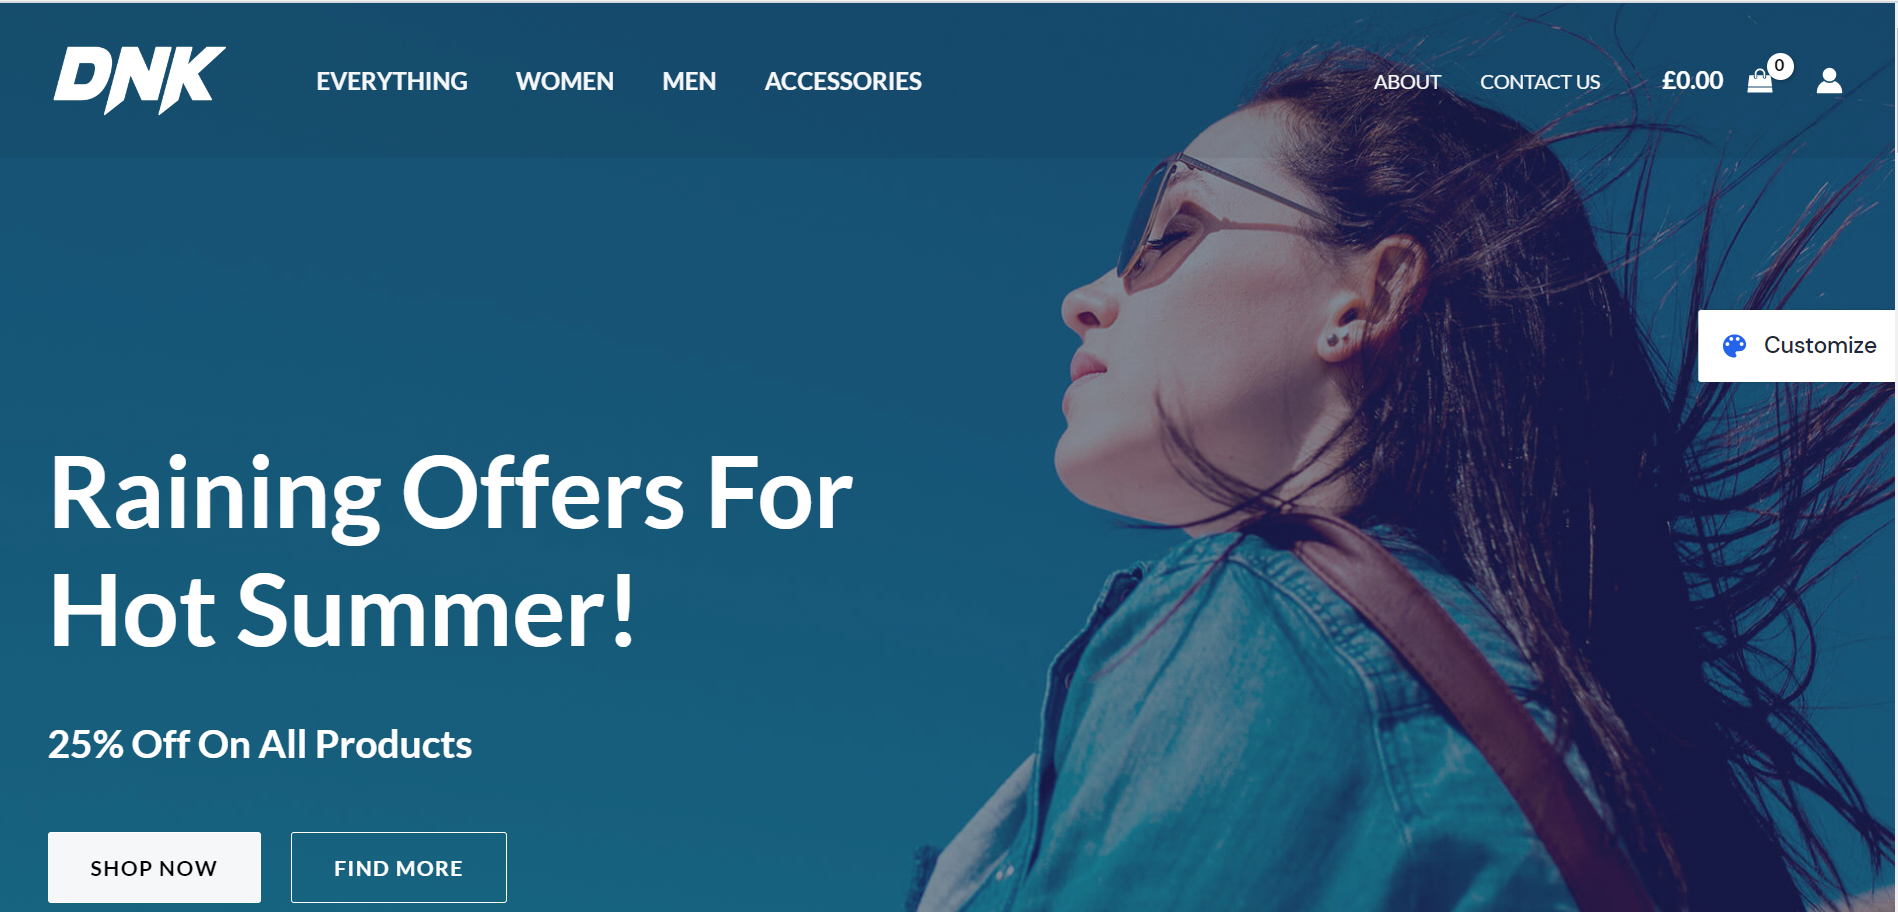 DNK
EVERYTHING WOMEN MEN ACCESSORIES ABOUT CONTACT US £0.00 0
Customize
Raining Offers For
Hot Summer!
25% Off On All Products
SHOP NOW FIND MORE